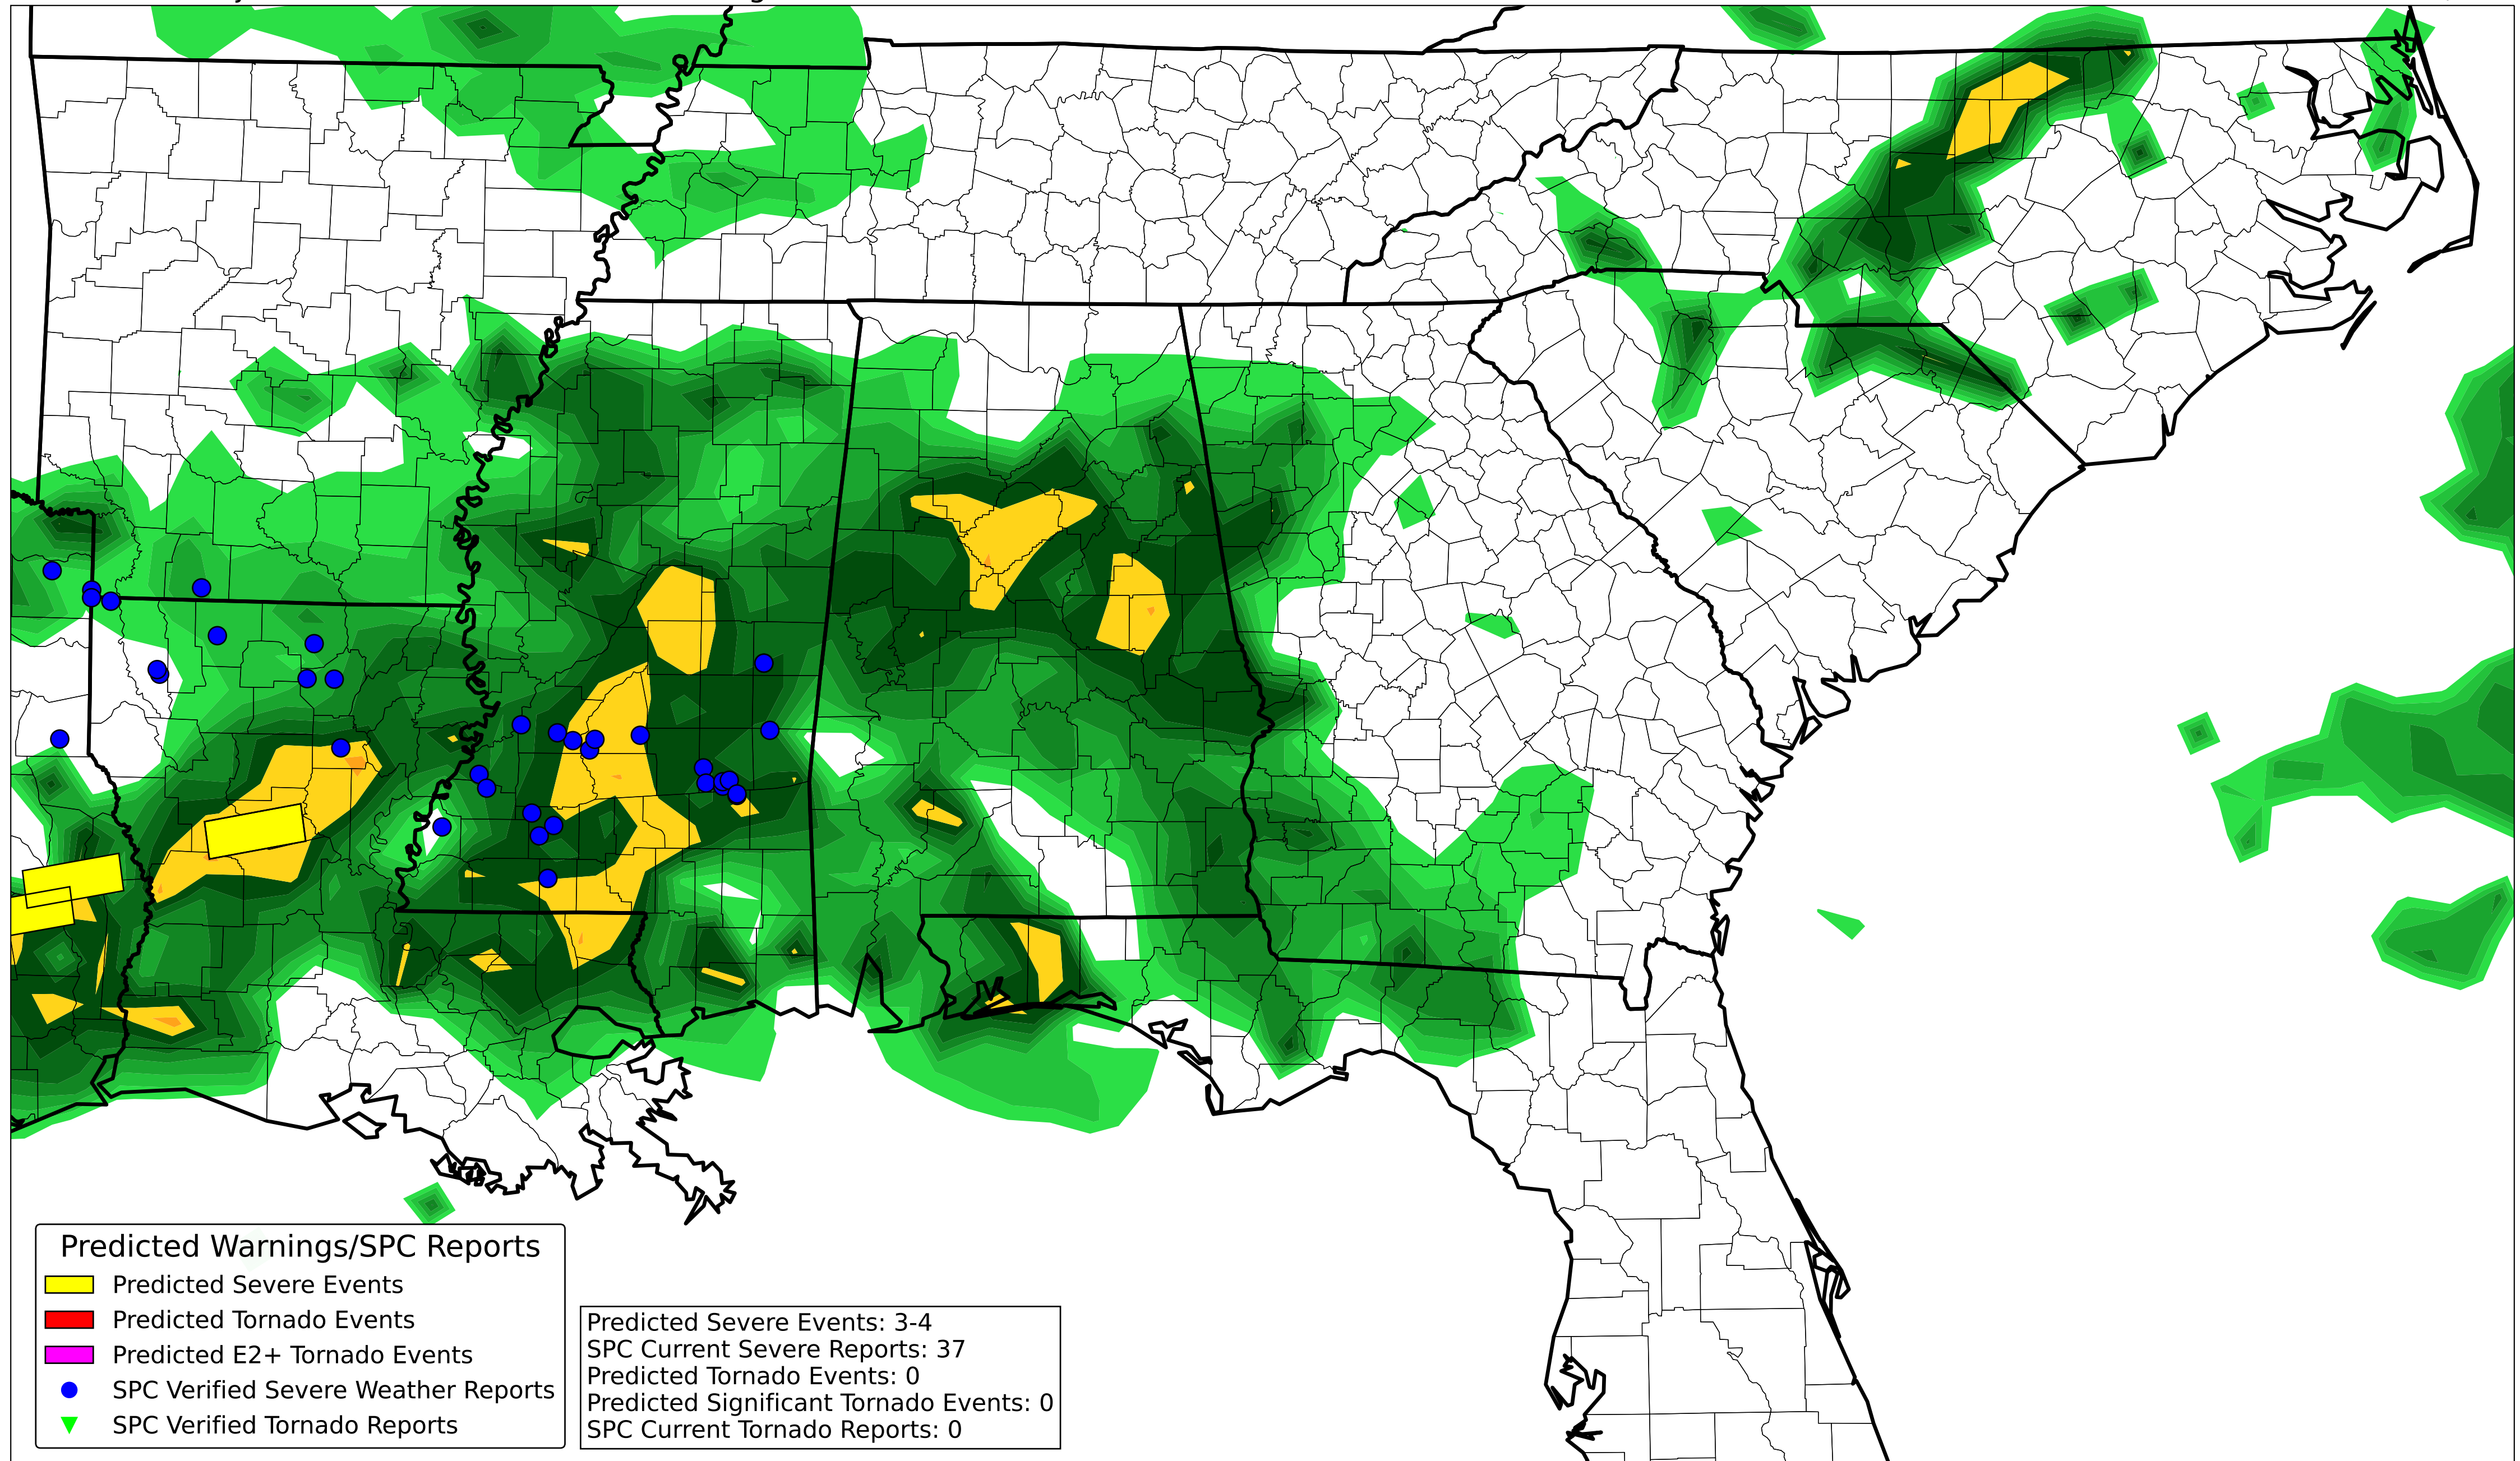 Predicted Warnings/SPC Reports
Predicted Severe Events
Predicted Tornado Events
Predicted E2+ Tornado Events
SPC Verified Severe Weather Reports
SPC Verified Tornado Reports
Predicted Severe Events: 3-4
SPC Current Severe Reports: 37
Predicted Tornado Events: 0
Predicted Significant Tornado Events: 0
SPC Current Tornado Reports: 0